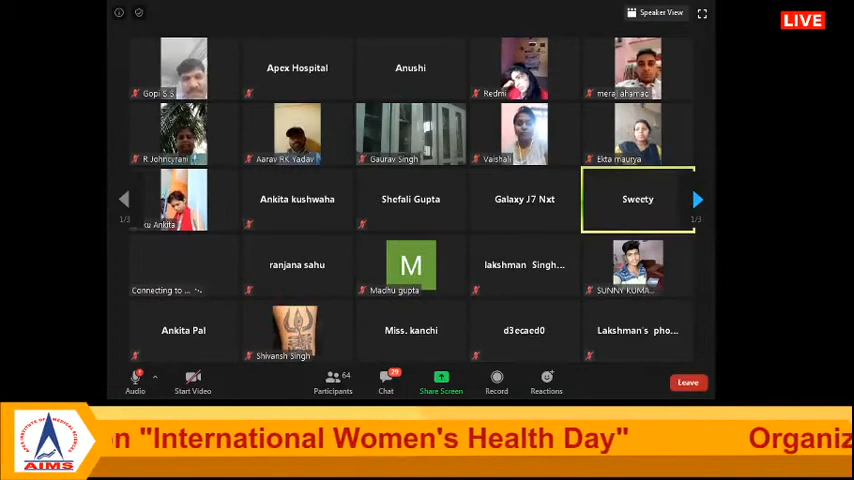 Speaker View
LIVE
Gopi S S
Apex Hospital
Anushi
Redmi
R Johncyrani
Aarav RK Yadav
Gaurav Singh
Vaishali
Ekta maurya
1/3
Ankita
Ankita kushwaha
Shefali Gupta
Galaxy J7 Nxt
Sweety
1/3
Connecting to ...
ranjana sahu
M
Madhu gupta
lakshman Singh...
SUNNY KUMA...
Ankita Pal
Shivansh Singh
Miss. kanchi
d3ecaed0
Lakshman's pho...
Audio
Start Video
Participants
64
Chat
29
Share Screen
Record
Reactions
Leave
AIMS
on "International Women's Health Day"
Organiz